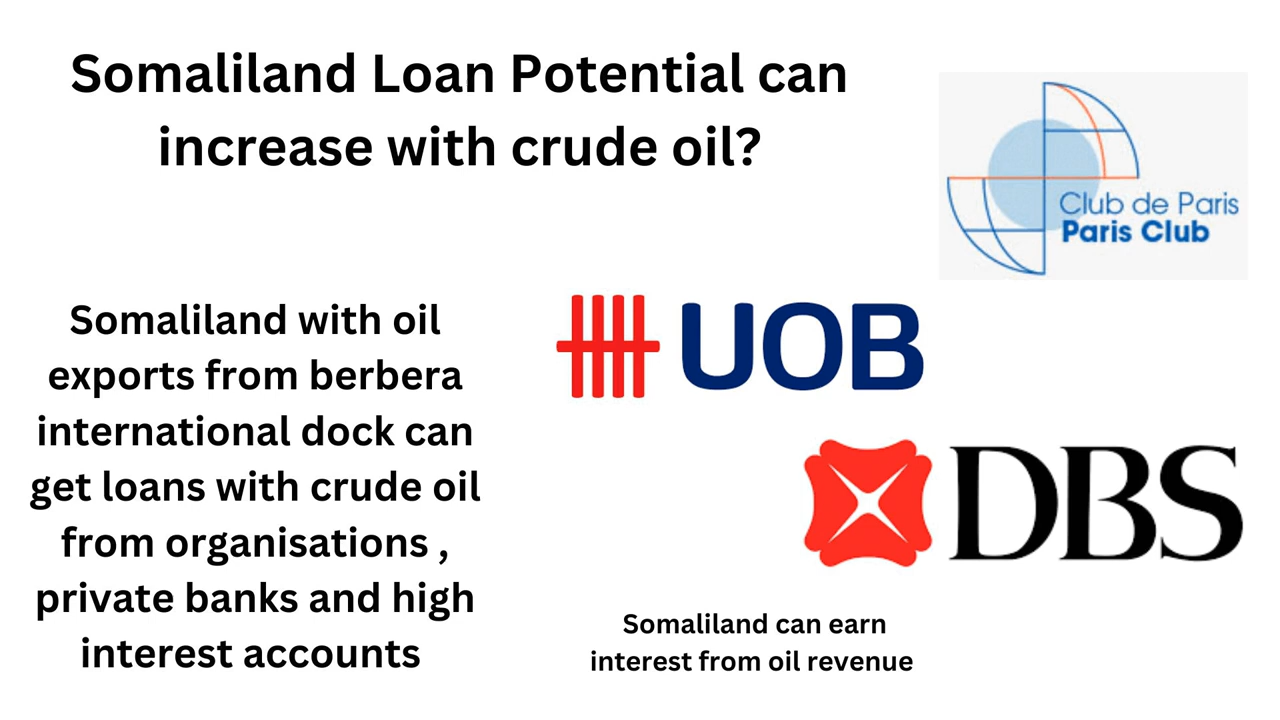 Somaliland Loan Potential can
increase with crude oil?
Club de Paris
Paris Club
Somaliland with oil
exports from berbera
international dock can
get loans with crude oil
from organisations ,
private banks and high
interest accounts
UOB
DBS
Somaliland can earn
interest from oil revenue